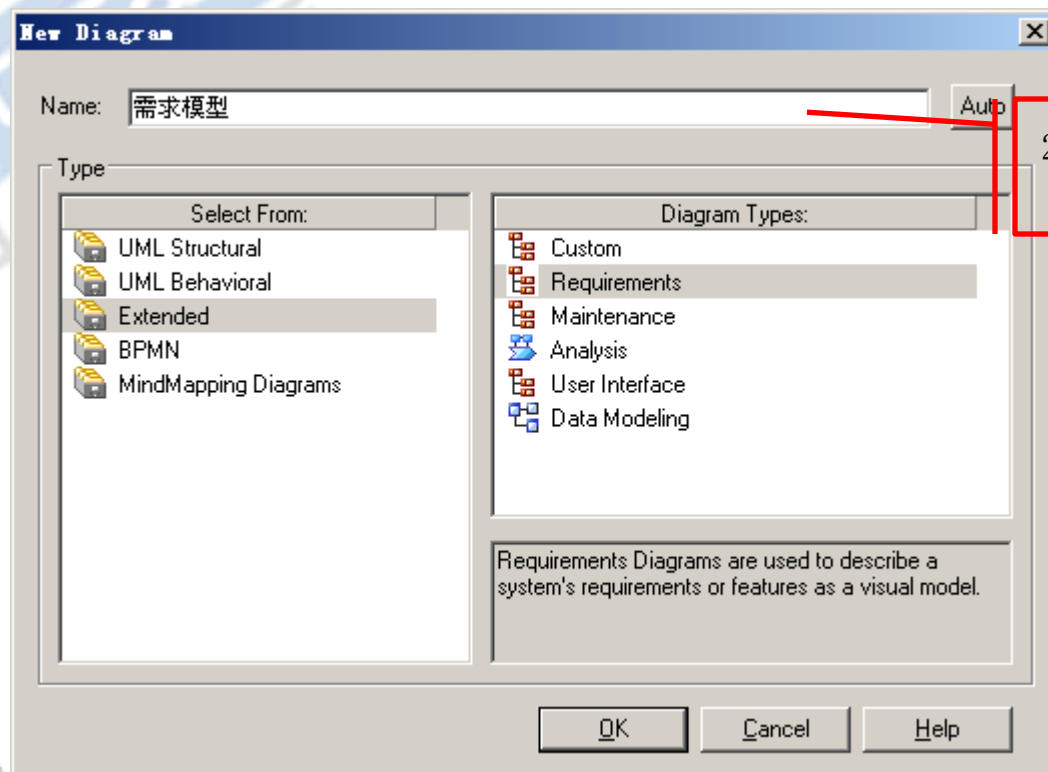 New Diagram
Name: 需求模型 Auto
2
Type
Select From:
UML Structural
UML Behavioral
Extended
BPMN
MindMapping Diagrams
Diagram Types:
Custom
Requirements
Maintenance
Analysis
User Interface
Data Modeling
Requirements Diagrams are used to describe a
system's requirements or features as a visual model.
OK Cancel Help